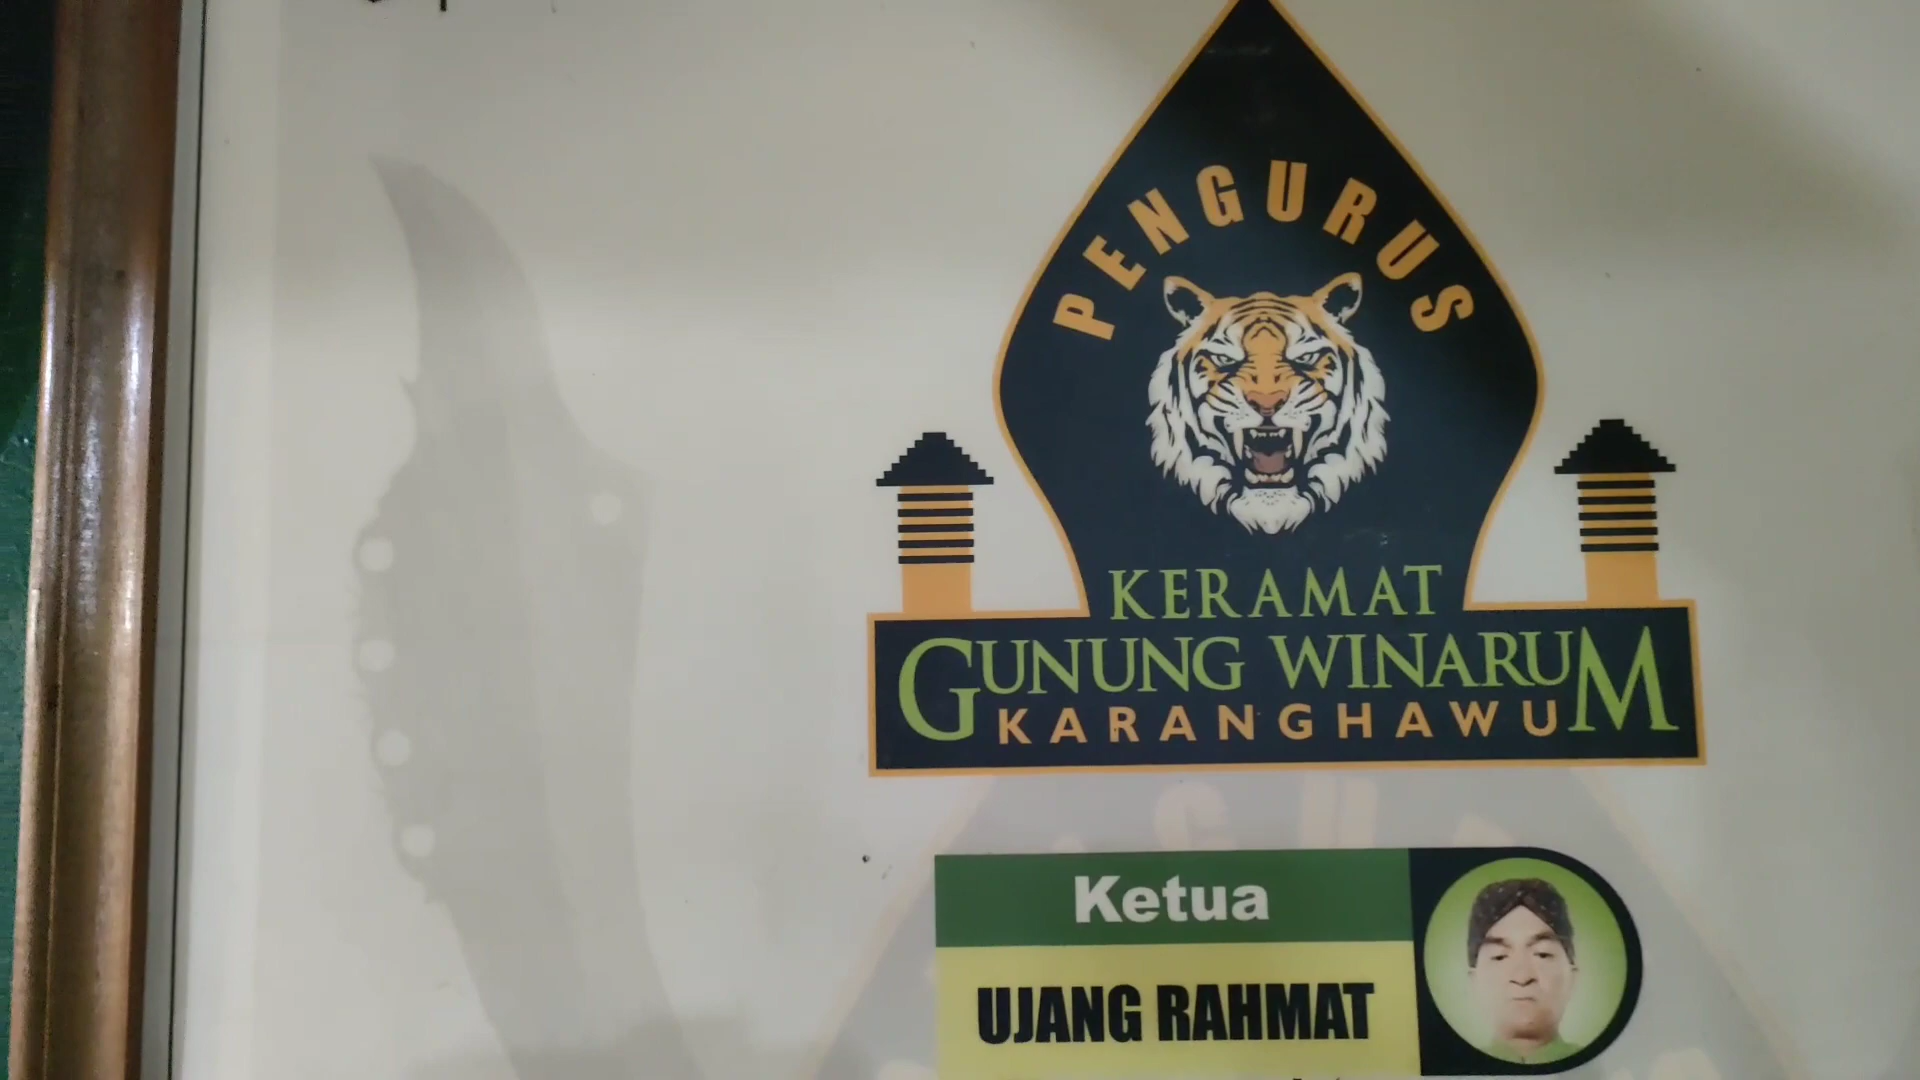 PENGURUS
KERAMAT
GUNUNG WINARUM
KARANGHAWU
Ketua
UJANG RAHMAT